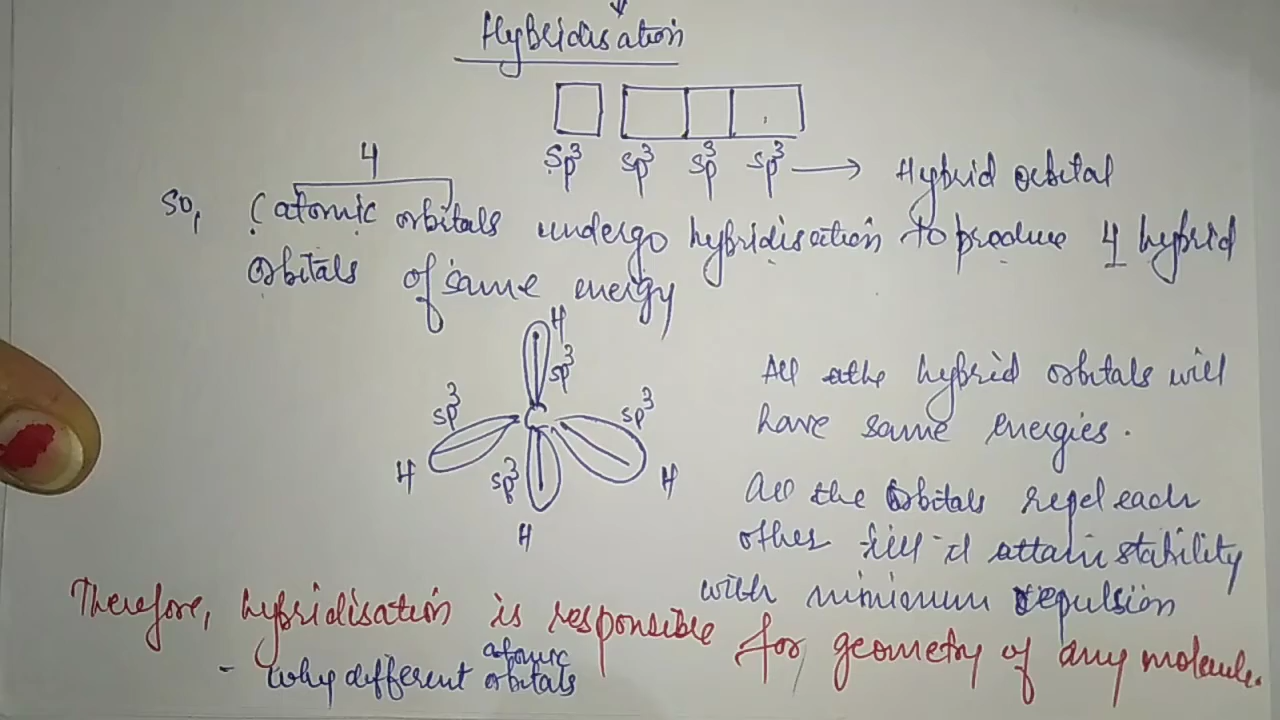 Hybridisation
sp³ sp³ sp³ sp³ → Hybrid orbital
4
So, (atomic orbitals undergo hybridisation to produce 4 hybrid
orbitals of same energy
H
sp³
sp³ C sp³
H sp³ H
H
All the hybrid orbitals will
have same energies.
All the orbitals repel each
other till it attain stability
with minimum repulsion
Therefore, hybridisation is responsible for geometry of any molecule.
- Why different atomic orbitals